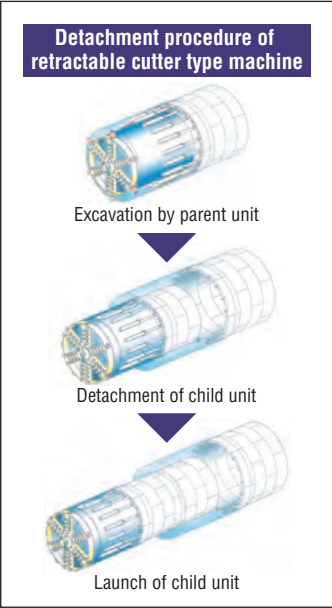 Detachment procedure of
retractable cutter type machine
Excavation by parent unit
Detachment of child unit
Launch of child unit